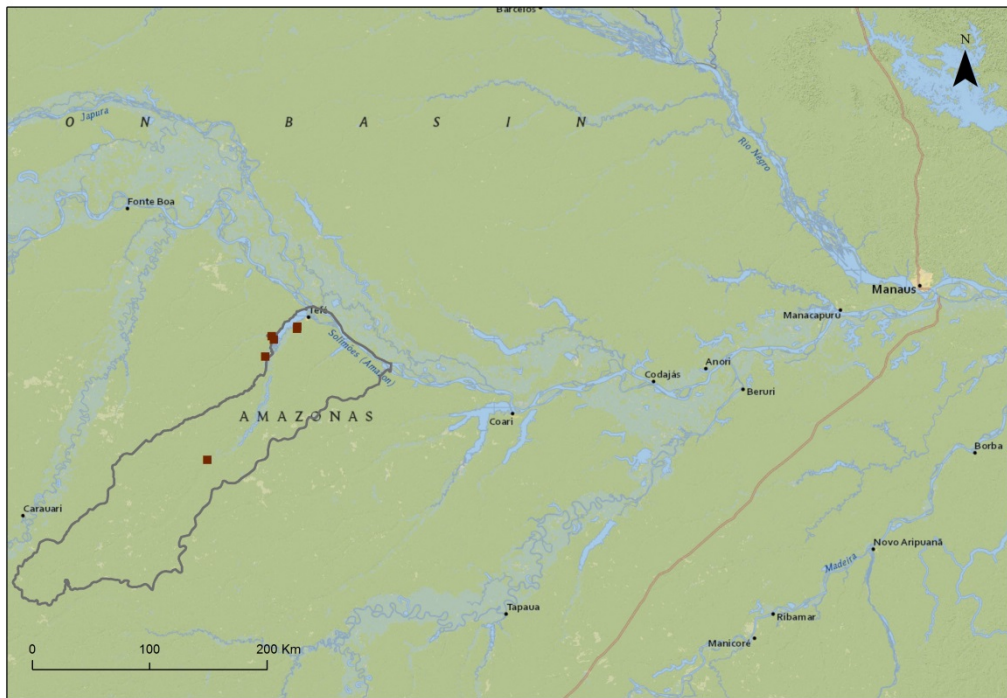 Barcelos
N
Japura
O N B A S I N
Rio Negro
Fonte Boa
Manaus
Tefé
Manacapuru
Solimões (Amazon)
Anori
Codajás
Beruri
AMAZONAS
Coari
Borba
Carauari
Novo Aripuanã
Madeira
Tapaua
Ribamar
Manicoré
0 100 200 Km